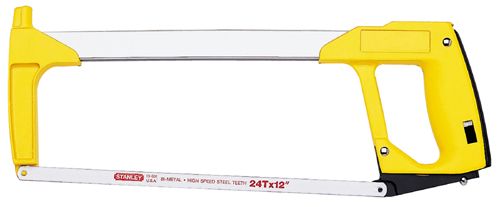 STANLEY
U.S.A.
BI-METAL • HIGH SPEED STEEL TEETH 24Tx12"